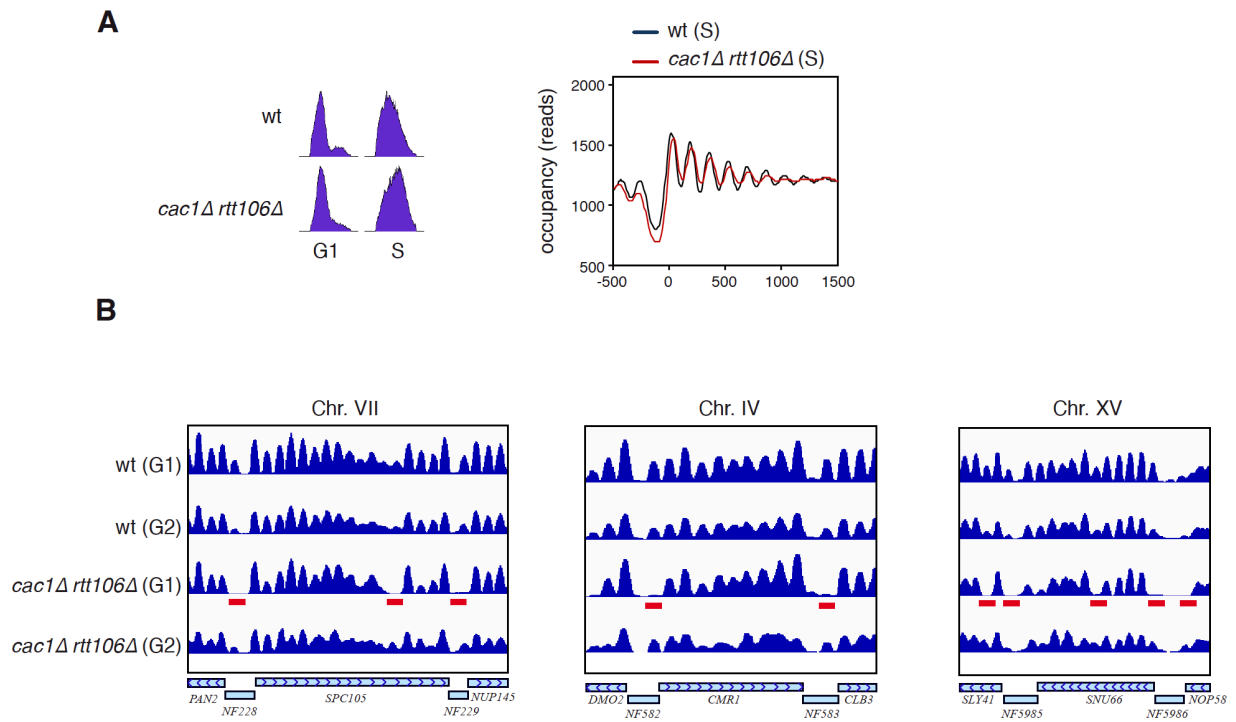 A
wt (S)
cac1Δ rtt106Δ (S)
wt
cac1Δ rtt106Δ
G1 S
occupancy (reads)
2000
1500
1000
500
-500 0 500 1000 1500
B
Chr. VII Chr. IV Chr. XV
wt (G1)
wt (G2)
cac1Δ rtt106Δ (G1)
cac1Δ rtt106Δ (G2)
PAN2 SPC105 NUP145 DMO2 CMR1 CLB3 SLY41 SNU66 NOP58
NF228 NF229 NF582 NF583 NF5985 NF5986